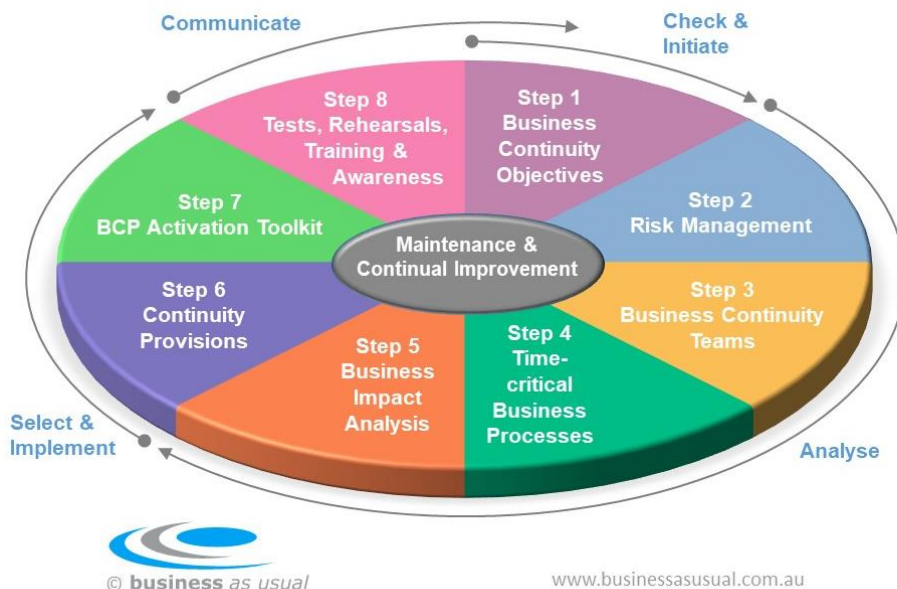 Communicate
Check &
Initiate
Step 8
Tests, Rehearsals,
Training &
Awareness
Step 1
Business
Continuity
Objectives
Step 7
BCP Activation Toolkit
Step 2
Risk Management
Maintenance &
Continual Improvement
Step 6
Continuity
Provisions
Step 3
Business Continuity
Teams
Step 5
Business
Impact
Analysis
Step 4
Time-
critical
Business
Processes
Select &
Implement
Analyse
© business as usual
www.businessasusual.com.au